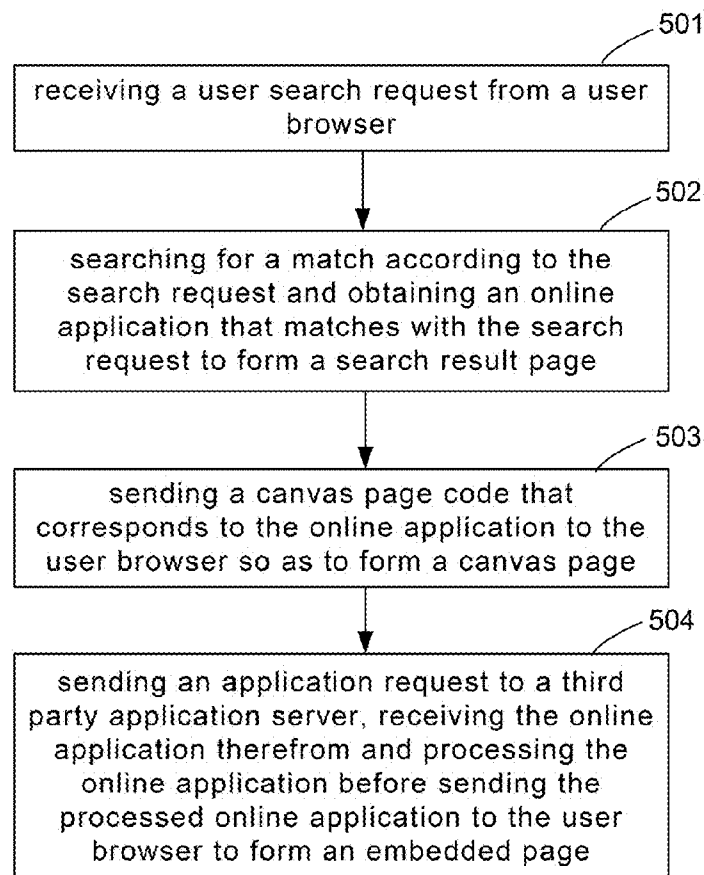 501
receiving a user search request from a user
browser
502
searching for a match according to the
search request and obtaining an online
application that matches with the search
request to form a search result page
503
sending a canvas page code that
corresponds to the online application to the
user browser so as to form a canvas page
504
sending an application request to a third
party application server, receiving the online
application therefrom and processing the
online application before sending the
processed online application to the user
browser to form an embedded page